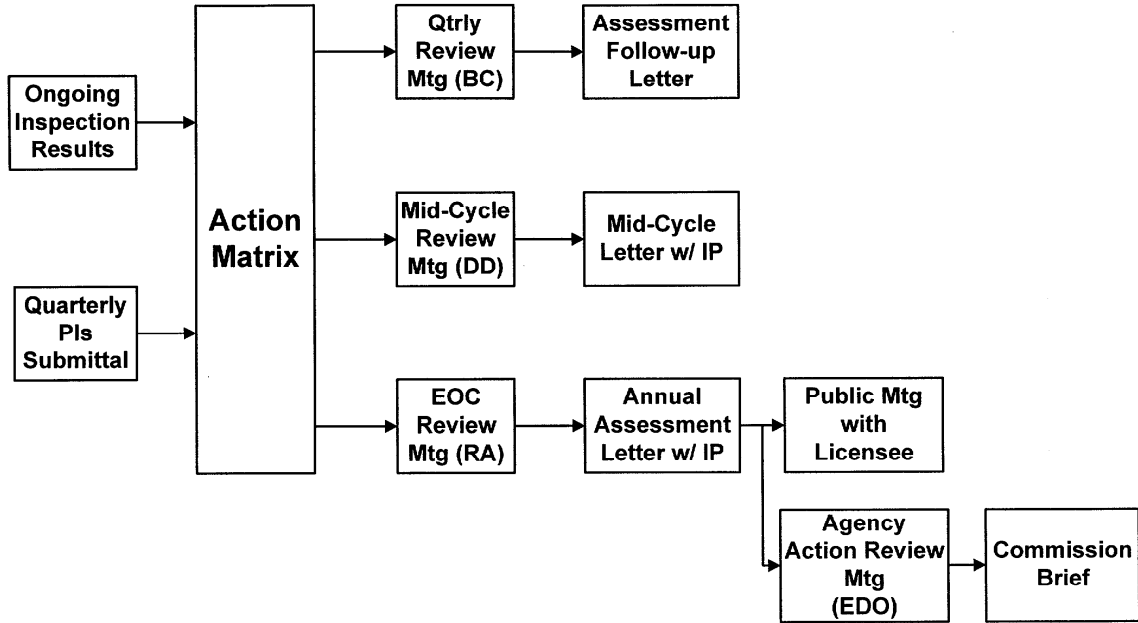 Ongoing
Inspection
Results
Quarterly
PIs
Submittal
Action
Matrix
Qtrly
Review
Mtg (BC)
Assessment
Follow-up
Letter
Mid-Cycle
Review
Mtg (DD)
Mid-Cycle
Letter w/ IP
EOC
Review
Mtg (RA)
Annual
Assessment
Letter w/ IP
Public Mtg
with
Licensee
Agency
Action Review
Mtg
(EDO)
Commission
Brief